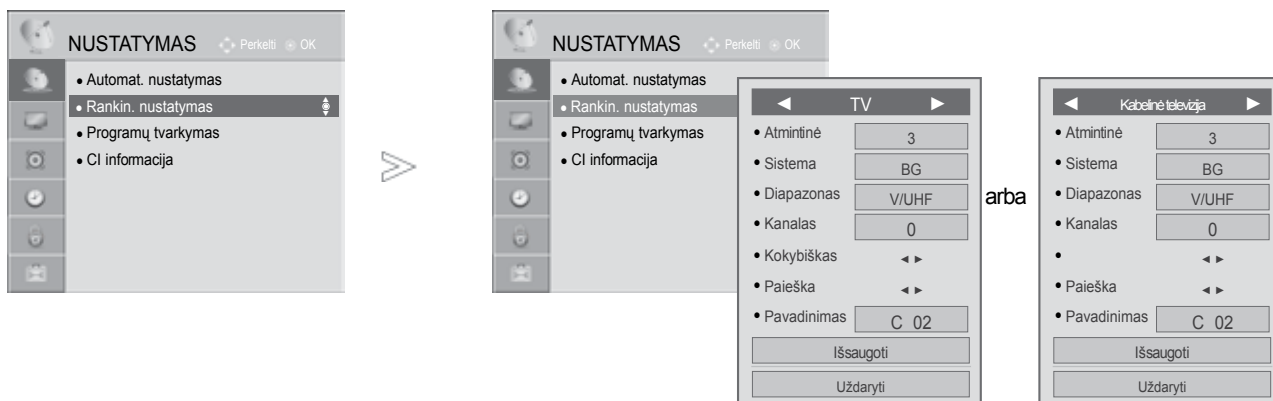 NUSTATYMAS Perkelti OK
• Automat. nustatymas
• Rankin. nustatymas
• Programų tvarkymas
• CI informacija
NUSTATYMAS Perkelti OK
• Automat. nustatymas
• Rankin. nustatymas
• Programų tvarkymas
• CI informacija
◄ TV ►
• Atmintinė 3
• Sistema BG
• Diapazonas V/UHF
• Kanalas 0
• Kokybiškas ◄ ►
• Paieška ◄ ►
• Pavadinimas C 02
Išsaugoti
Uždaryti
arba
◄ Kabelinė televizija ►
• Atmintinė 3
• Sistema BG
• Diapazonas V/UHF
• Kanalas 0
• ◄ ►
• Paieška ◄ ►
• Pavadinimas C 02
Išsaugoti
Uždaryti